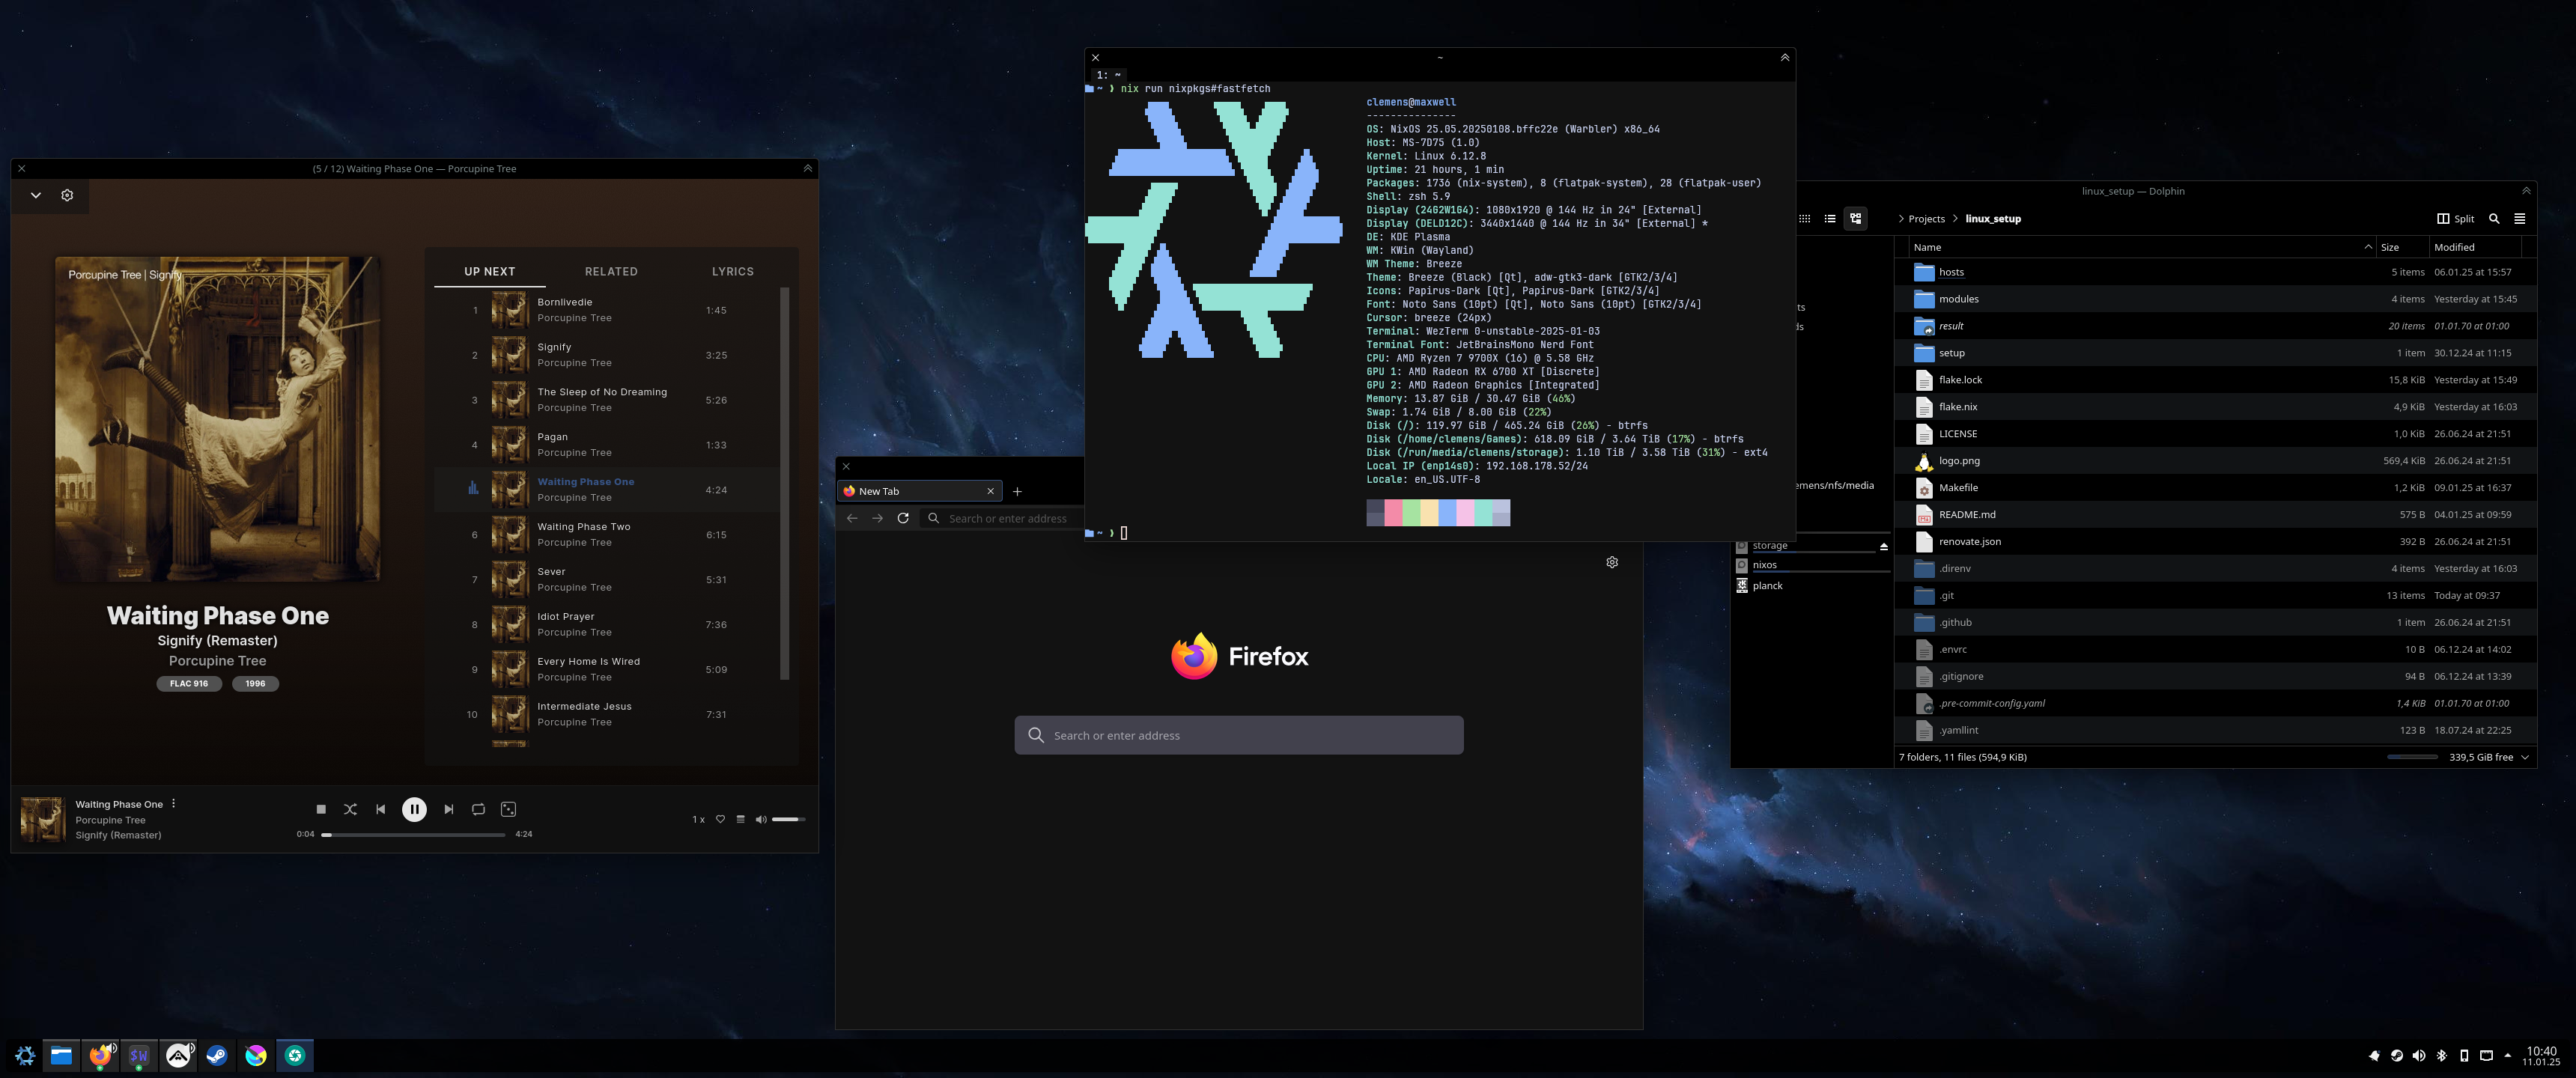 (5 / 12) Waiting Phase One — Porcupine Tree
Porcupine Tree | Signify
UP NEXT RELATED LYRICS
1 Bornlivedie 1:45
Porcupine Tree
2 Signify 3:25
Porcupine Tree
3 The Sleep of No Dreaming 5:26
Porcupine Tree
4 Pagan 1:33
Porcupine Tree
Waiting Phase One 4:24
Porcupine Tree
6 Waiting Phase Two 6:15
Porcupine Tree
7 Sever 5:31
Porcupine Tree
8 Idiot Prayer 7:36
Porcupine Tree
9 Every Home Is Wired 5:09
Porcupine Tree
10 Intermediate Jesus 7:31
Porcupine Tree
Waiting Phase One
Signify (Remaster)
Porcupine Tree
FLAC 916 1996
Waiting Phase One
Porcupine Tree
Signify (Remaster)
0:04 4:24
1 x
~
1: ~
~ ❯ nix run nixpkgs#fastfetch
clemens@maxwell
---------------
OS: NixOS 25.05.20250108.bffc22e (Warbler) x86_64
Host: MS-7D75 (1.0)
Kernel: Linux 6.12.8
Uptime: 21 hours, 1 min
Packages: 1736 (nix-system), 8 (flatpak-system), 28 (flatpak-user)
Shell: zsh 5.9
Display (24G2W1G4): 1080x1920 @ 144 Hz in 24" [External]
Display (DELD12C): 3440x1440 @ 144 Hz in 34" [External] *
DE: KDE Plasma
WM: KWin (Wayland)
WM Theme: Breeze
Theme: Breeze (Black) [Qt], adw-gtk3-dark [GTK2/3/4]
Icons: Papirus-Dark [Qt], Papirus-Dark [GTK2/3/4]
Font: Noto Sans (10pt) [Qt], Noto Sans (10pt) [GTK2/3/4]
Cursor: breeze (24px)
Terminal: WezTerm 0-unstable-2025-01-03
Terminal Font: JetBrainsMono Nerd Font
CPU: AMD Ryzen 7 9700X (16) @ 5.58 GHz
GPU 1: AMD Radeon RX 6700 XT [Discrete]
GPU 2: AMD Radeon Graphics [Integrated]
Memory: 13.87 GiB / 30.47 GiB (46%)
Swap: 1.74 GiB / 8.00 GiB (22%)
Disk (/): 119.97 GiB / 465.24 GiB (26%) - btrfs
Disk (/home/clemens/Games): 618.09 GiB / 3.64 TiB (17%) - btrfs
Disk (/run/media/clemens/storage): 1.10 TiB / 3.58 TiB (31%) - ext4
Local IP (enp14s0): 192.168.178.52/24
Locale: en_US.UTF-8
~ ❯
New Tab
Search or enter address
Firefox
Search or enter address
linux_setup — Dolphin
Projects linux_setup Split
Name Size Modified
hosts 5 items 06.01.25 at 15:57
modules 4 items Yesterday at 15:45
result 20 items 01.01.70 at 01:00
setup 1 item 30.12.24 at 11:15
flake.lock 15,8 KiB Yesterday at 15:49
flake.nix 4,9 KiB Yesterday at 16:03
LICENSE 1,0 KiB 26.06.24 at 21:51
logo.png 569,4 KiB 26.06.24 at 21:51
Makefile 1,2 KiB 09.01.25 at 16:37
README.md 575 B 04.01.25 at 09:59
renovate.json 392 B 26.06.24 at 21:51
.direnv 4 items Yesterday at 16:03
.git 13 items Today at 09:37
.github 1 item 26.06.24 at 21:51
.envrc 10 B 06.12.24 at 14:02
.gitignore 94 B 06.12.24 at 13:39
.pre-commit-config.yaml 1,4 KiB 01.01.70 at 01:00
.yamllint 123 B 18.07.24 at 22:25
7 folders, 11 files (594,9 KiB) 339,5 GiB free
ts
ds
emens/nfs/media
storage
nixos
planck
$W
10:40
11.01.25